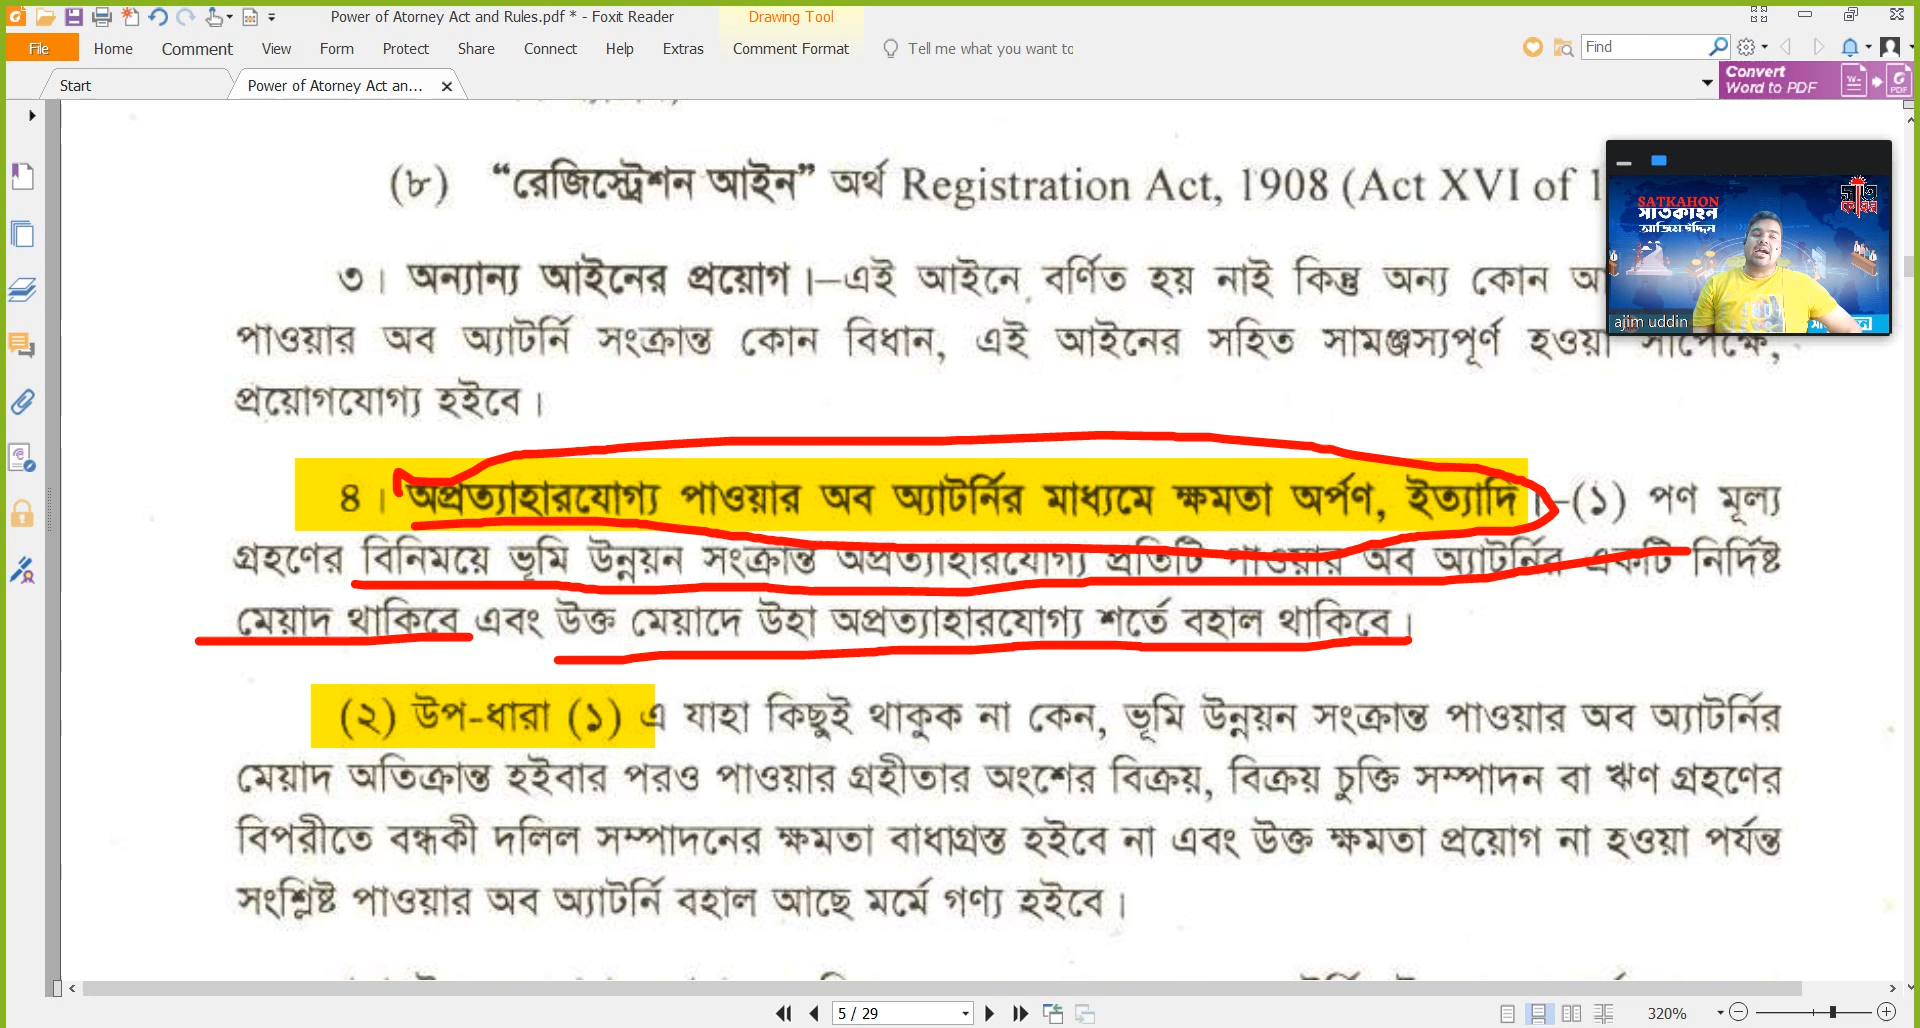 Power of Atorney Act and Rules.pdf * - Foxit Reader
Drawing Tool
File Home Comment View Form Protect Share Connect Help Extras Comment Format Tell me what you want to
Find
Start
Power of Atorney Act an...
Convert
Word to PDF
(৮) “রেজিস্ট্রেশন আইন” অর্থ Registration Act, 1908 (Act XVI of 1
৩। অন্যান্য আইনের প্রয়োগ।–এই আইনে বর্ণিত হয় নাই কিন্তু অন্য কোন
পাওয়ার অব অ্যাটর্নি সংক্রান্ত কোন বিধান, এই আইনের সহিত সামঞ্জস্যপূর্ণ হওয়া সাপেক্ষে,
প্রয়োগযোগ্য হইবে।
৪। অপ্রত্যাহারযোগ্য পাওয়ার অব অ্যাটর্নির মাধ্যমে ক্ষমতা অর্পণ, ইত্যাদি।–(১) পণ মূল্য
গ্রহণের বিনিময়ে ভূমি উন্নয়ন সংক্রান্ত অপ্রত্যাহারযোগ্য প্রতিটি পাওয়ার অব অ্যাটর্নির একটি নির্দিষ্ট
মেয়াদ থাকিবে এবং উক্ত মেয়াদে উহা অপ্রত্যাহারযোগ্য শর্তে বহাল থাকিবে।
(২) উপ-ধারা (১) এ যাহা কিছুই থাকুক না কেন, ভূমি উন্নয়ন সংক্রান্ত পাওয়ার অব অ্যাটর্নির
মেয়াদ অতিক্রান্ত হইবার পরও পাওয়ার গ্রহীতার অংশের বিক্রয়, বিক্রয় চুক্তি সম্পাদন বা ঋণ গ্রহণের
বিপরীতে বন্ধকী দলিল সম্পাদনের ক্ষমতা বাধাগ্রস্ত হইবে না এবং উক্ত ক্ষমতা প্রয়োগ না হওয়া পর্যন্ত
সংশ্লিষ্ট পাওয়ার অব অ্যাটর্নি বহাল আছে মর্মে গণ্য হইবে।
SATKAHON
সাতকাহন
আজিম উদ্দিন
ajim uddin
5 / 29
320%